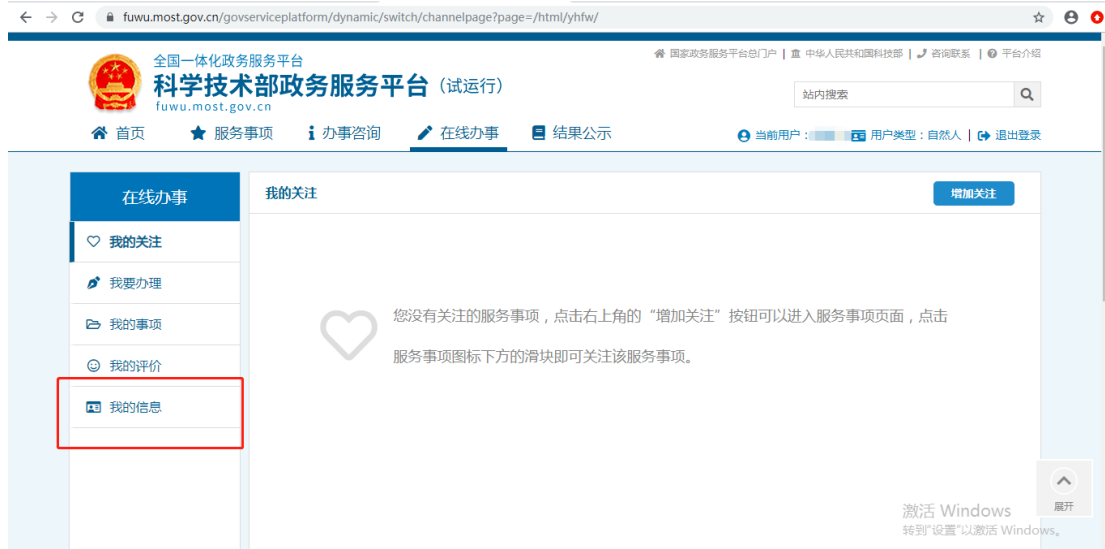 fuwu.most.gov.cn/govserviceplatform/dynamic/switch/channelpage?page=/html/yhfw/
国家政务服务平台总门户 | 中华人民共和国科技部 | 咨询联系 | 平台介绍
全国一体化政务服务平台
科学技术部政务服务平台（试运行）
fuwu.most.gov.cn
站内搜索
首页 服务事项 办事咨询 在线办事 结果公示
当前用户： 用户类型：自然人 | 退出登录
在线办事
我的关注
增加关注
我的关注
我要办理
我的事项
我的评价
我的信息
您没有关注的服务事项，点击右上角的“增加关注”按钮可以进入服务事项页面，点击
服务事项图标下方的滑块即可关注该服务事项。
展开
激活 Windows
转到“设置”以激活 Windows。